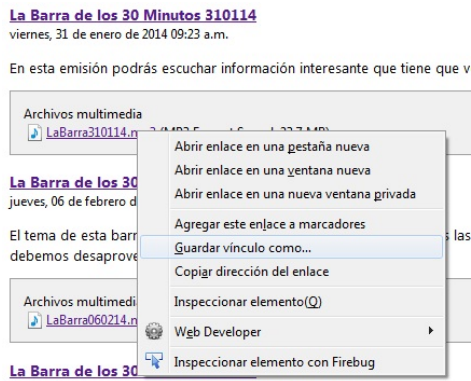 La Barra de los 30 Minutos 310114
viernes, 31 de enero de 2014 09:23 a.m.
En esta emisión podrás escuchar información interesante que tiene que v
Archivos multimedia
LaBarra310114.m
Abrir enlace en una pestaña nueva
Abrir enlace en una ventana nueva
Abrir enlace en una nueva ventana privada
Agregar este enlace a marcadores
Guardar vínculo como...
Copiar dirección del enlace
Inspeccionar elemento(Q)
Web Developer
Inspeccionar elemento con Firebug
La Barra de los 30
jueves, 06 de febrero d
El tema de esta barr
s las
debemos desaprove
Archivos multimedi
LaBarra060214.n
La Barra de los 30